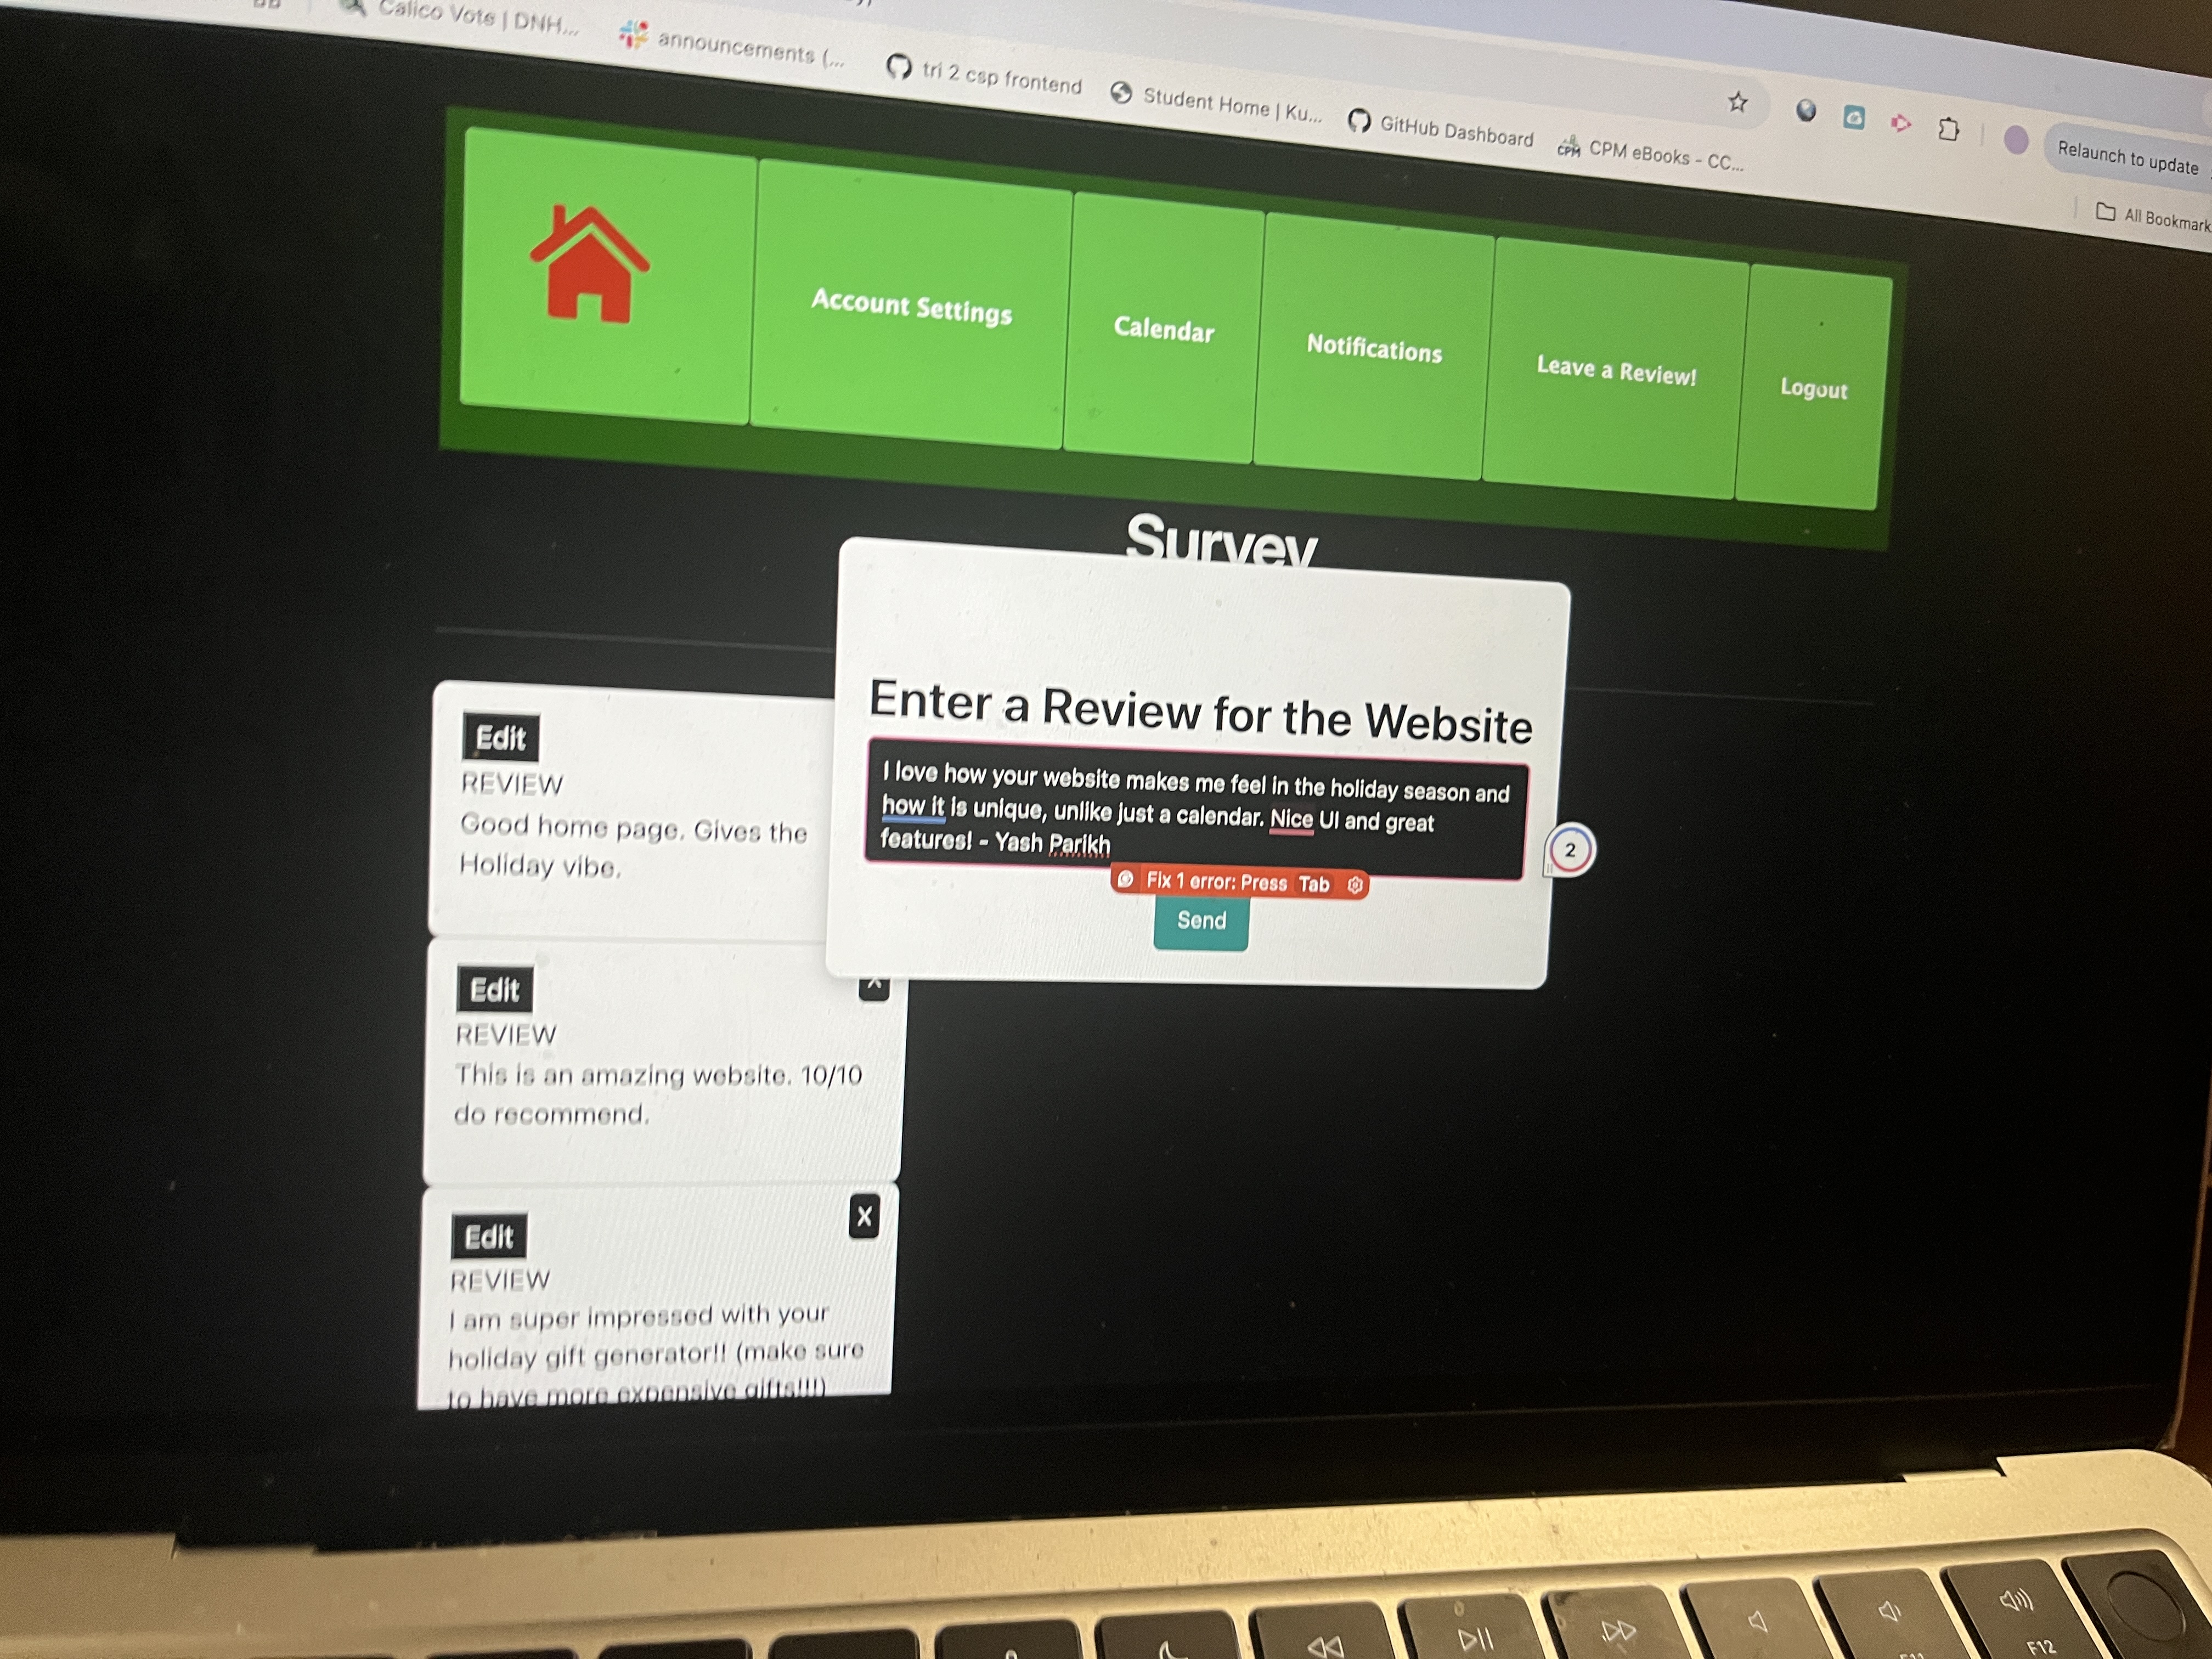 Calico Vote | DNH...
announcements (...
tri 2 csp frontend
Student Home | Ku...
GitHub Dashboard
CPM
CPM eBooks - CC...
Relaunch to update
All Bookmark
Account Settings
Calendar
Notifications
Leave a Review!
Logout
Survey
Enter a Review for the Website
I love how your website makes me feel in the holiday season and
how it is unique, unlike just a calendar. Nice UI and great
features! - Yash Parikh
2
Fix 1 error: Press Tab
Send
Edit
REVIEW
Good home page. Gives the
Holiday vibe.
Edit
REVIEW
This is an amazing website. 10/10
do recommend.
X
Edit
REVIEW
I am super impressed with your
holiday gift generator!! (make sure
to have more expensive gifts!!!)
F12